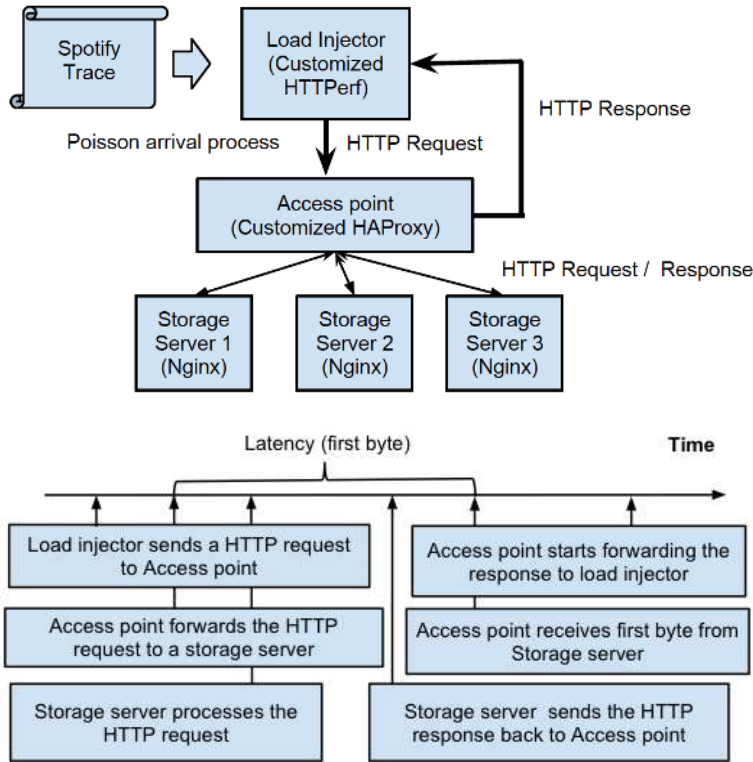 Spotify
Trace
Load Injector
(Customized
HTTPerf)
HTTP Response
Poisson arrival process
HTTP Request
Access point
(Customized HAProxy)
HTTP Request /  Response
Storage
Server 1
(Nginx)
Storage
Server 2
(Nginx)
Storage
Server 3
(Nginx)
Latency (first byte)
Time
Load injector sends a HTTP request
to Access point
Access point starts forwarding the
response to load injector
Access point forwards the HTTP
request to a storage server
Access point receives first byte from
Storage server
Storage server processes the
HTTP request
Storage server  sends the HTTP
response back to Access point